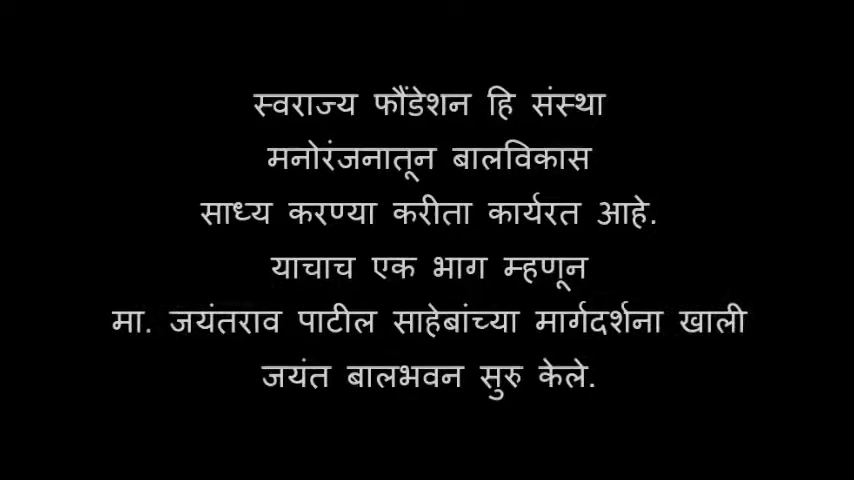 स्वराज्य फौंडेशन हि संस्था
मनोरंजनातून बालविकास
साध्य करण्या करीता कार्यरत आहे.
याचाच एक भाग म्हणून
मा. जयंतराव पाटील साहेबांच्या मार्गदर्शना खाली
जयंत बालभवन सुरु केले.